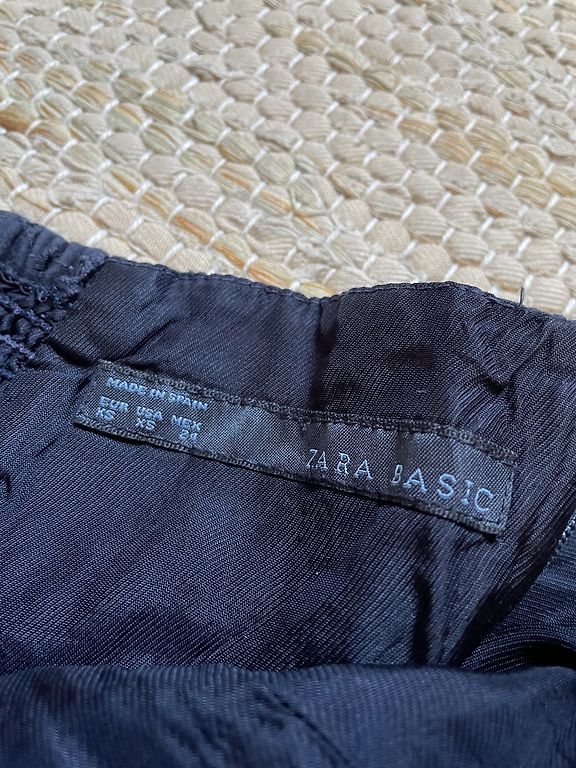 MADE IN SPAIN
EUR USA MEX
XS XS 24
ZARA BASIC